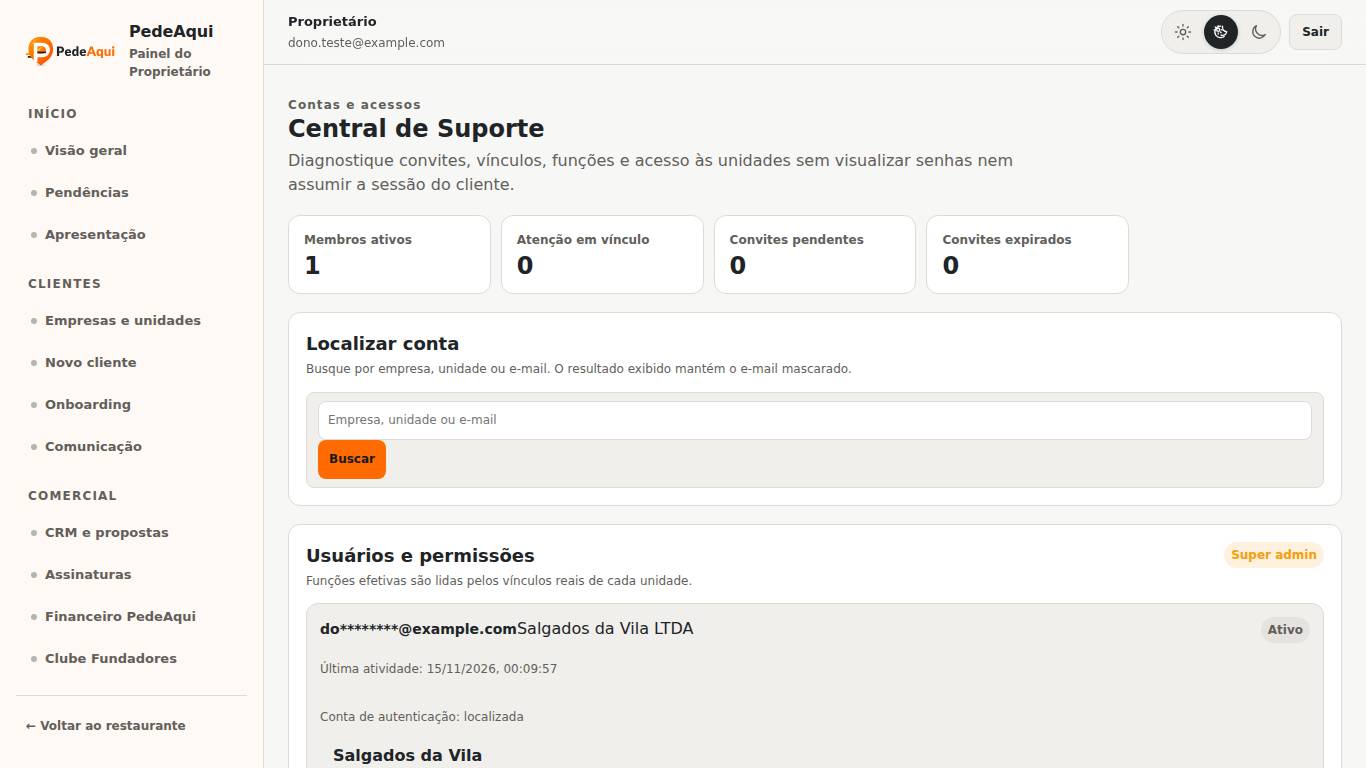 PedeAqui
PedeAqui
Painel do
Proprietário
INÍCIO
Visão geral
Pendências
Apresentação
CLIENTES
Empresas e unidades
Novo cliente
Onboarding
Comunicação
COMERCIAL
CRM e propostas
Assinaturas
Financeiro PedeAqui
Clube Fundadores
← Voltar ao restaurante
Proprietário
dono.teste@example.com
Sair
Contas e acessos
Central de Suporte
Diagnostique convites, vínculos, funções e acesso às unidades sem visualizar senhas nem
assumir a sessão do cliente.
Membros ativos
1
Atenção em vínculo
0
Convites pendentes
0
Convites expirados
0
Localizar conta
Busque por empresa, unidade ou e-mail. O resultado exibido mantém o e-mail mascarado.
Empresa, unidade ou e-mail
Buscar
Usuários e permissões
Super admin
Funções efetivas são lidas pelos vínculos reais de cada unidade.
do********@example.comSalgados da Vila LTDA
Ativo
Última atividade: 15/11/2026, 00:09:57
Conta de autenticação: localizada
Salgados da Vila